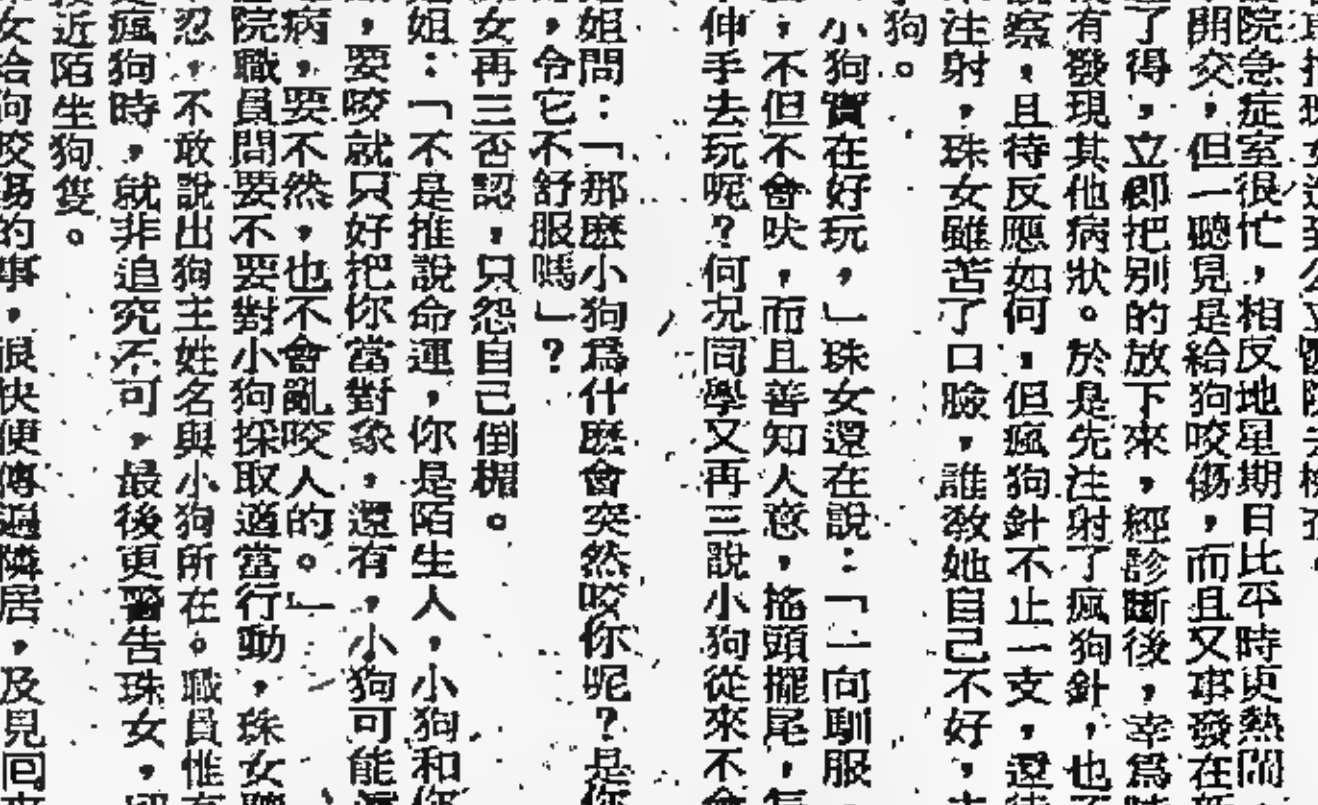 院急症室很忙，相反地星期日比平時更熱鬧
開交，但一聽見是給狗咬傷，而且又事發在
了得，立即把別的放下來，經診斷後，幸爲
有發現其他病狀。於是先注射了瘋狗針，也
察，且待反應如何，但瘋狗針不止一支，還
注射，珠女雖苦了口臉，誰敎她自己不好，
狗。
小狗實在好玩，」珠女還在說：「一向馴服，
，不但不會吠，而且善知人意，搖頭擺尾，
伸手去玩呢？何況同學又再三說小狗從來不會
姐問：「那麽小狗爲什麽會突然咬你呢？是你
，令它不舒服嗎」？
女再三否認，只怨自己倒楣。
姐：「不是推說命運，你是陌生人，小狗和你
，要咬就只好把你當對象，還有，小狗可能
病，要不然，也不會亂咬人的。」
院職員問要不要對小狗採取適當行動，珠女聽
忍，不敢說出狗主姓名與小狗所在。職員惟有
瘋狗時，就非追究不可，最後更警告珠女，
接近陌生狗隻。
女給狗咬傷的事，很快便傳過隣居，及見回